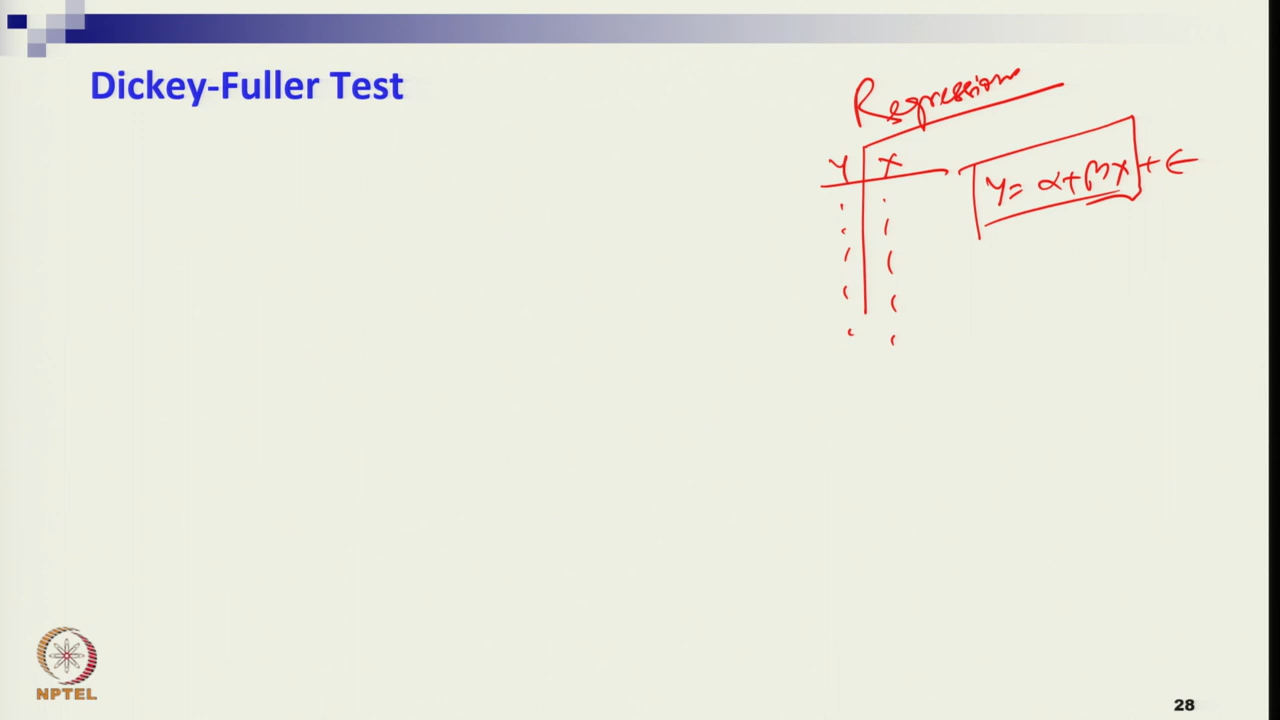 Dickey-Fuller Test
Regression
Y X
Y = α + βX + ϵ
NPTEL
28